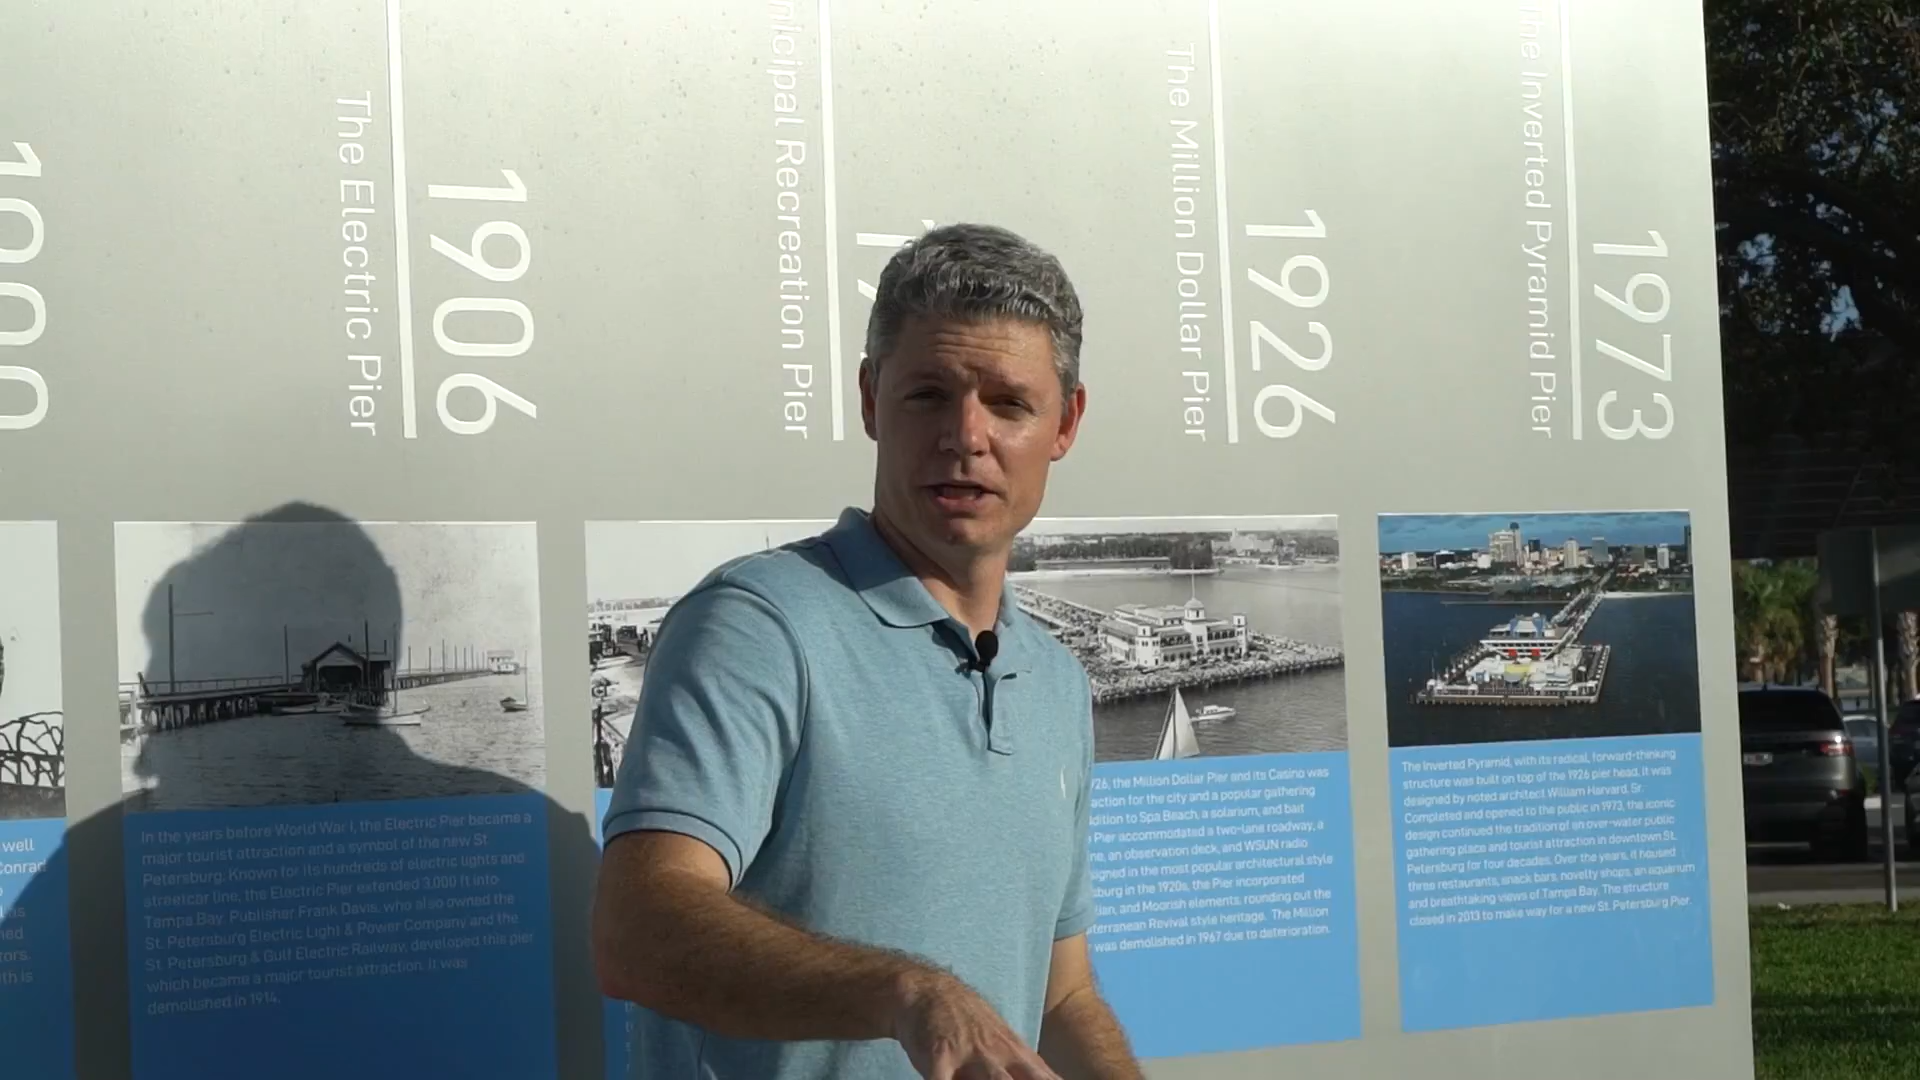 The Electric Pier
1906
Recreation Pier
The Million Dollar Pier
1926
Inverted Pyramid Pier
1973
well
Conrad
In the years before World War I, the Electric Pier became a
major tourist attraction and a symbol of the new St.
Petersburg. Known for its hundreds of electric lights and
streetcar line, the Electric Pier extended 3,000 ft into
Tampa Bay. Publisher Frank Davis, who also owned the
St. Petersburg Electric Light & Power Company and the
St. Petersburg & Gulf Electric Railway, developed this pier
which became a major tourist attraction. It was
demolished in 1914.
the Million Dollar Pier and its Casino was
for the city and a popular gathering
to Spa Beach, a solarium, and bait
Pier accommodated a two-lane roadway, a
an observation deck, and WSUN radio
in the most popular architectural style
in the 1920s, the Pier incorporated
and Moorish elements, rounding out the
Revival style heritage. The Million
was demolished in 1967 due to deterioration.
The Inverted Pyramid, with its radical, forward-thinking
structure was built on top of the 1926 pier head. It was
designed by noted architect William Harvard, Sr.
Completed and opened to the public in 1973, the iconic
design continued the tradition of an over-water public
gathering place and tourist attraction in downtown St.
Petersburg for four decades. Over the years, it housed
three restaurants, snack bars, novelty shops, an aquarium
and breathtaking views of Tampa Bay. The structure
closed in 2013 to make way for a new St. Petersburg Pier.